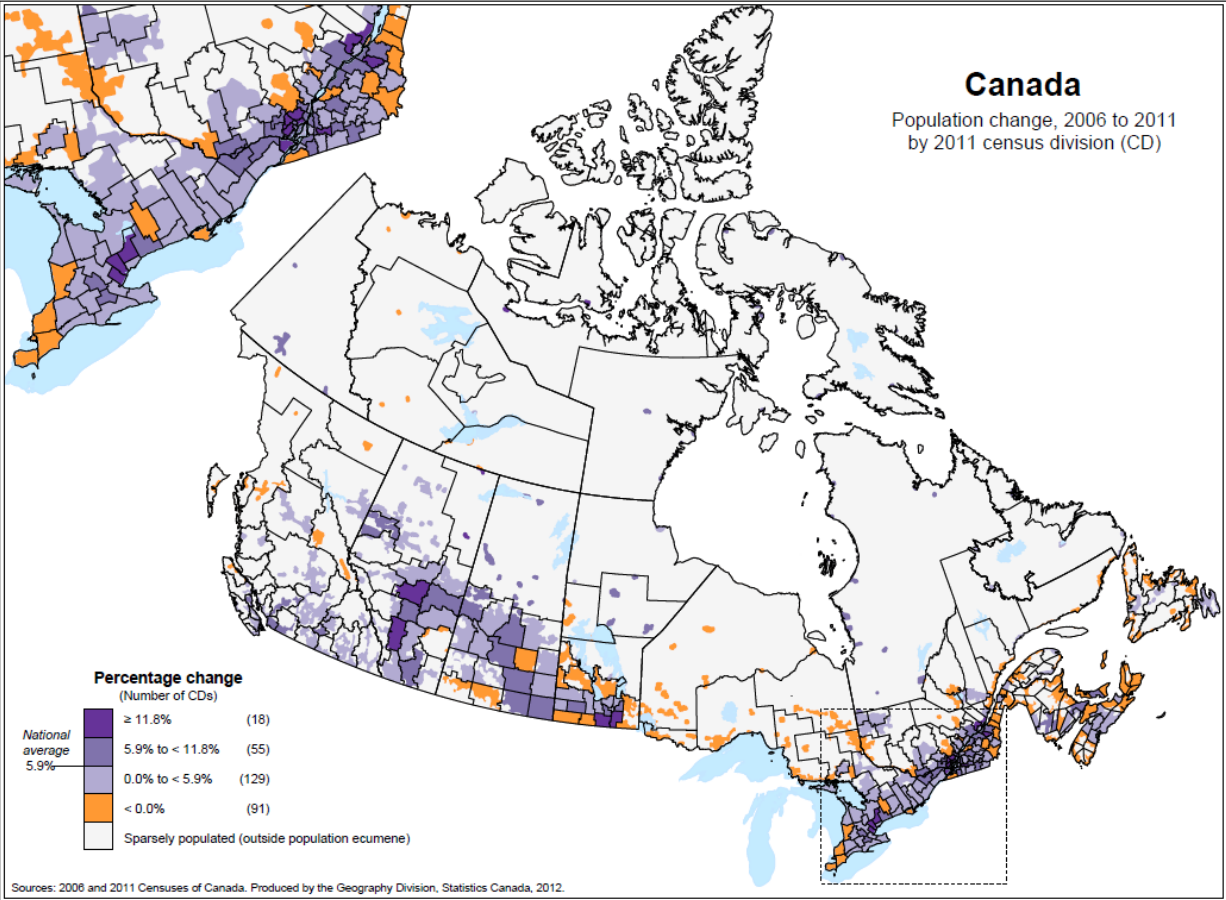 Canada
Population change, 2006 to 2011
by 2011 census division (CD)
Percentage change
(Number of CDs)
≥ 11.8% (18)
5.9% to < 11.8% (55)
0.0% to < 5.9% (129)
< 0.0% (91)
Sparsely populated (outside population ecumene)
National
average
5.9%
Sources: 2006 and 2011 Censuses of Canada. Produced by the Geography Division, Statistics Canada, 2012.